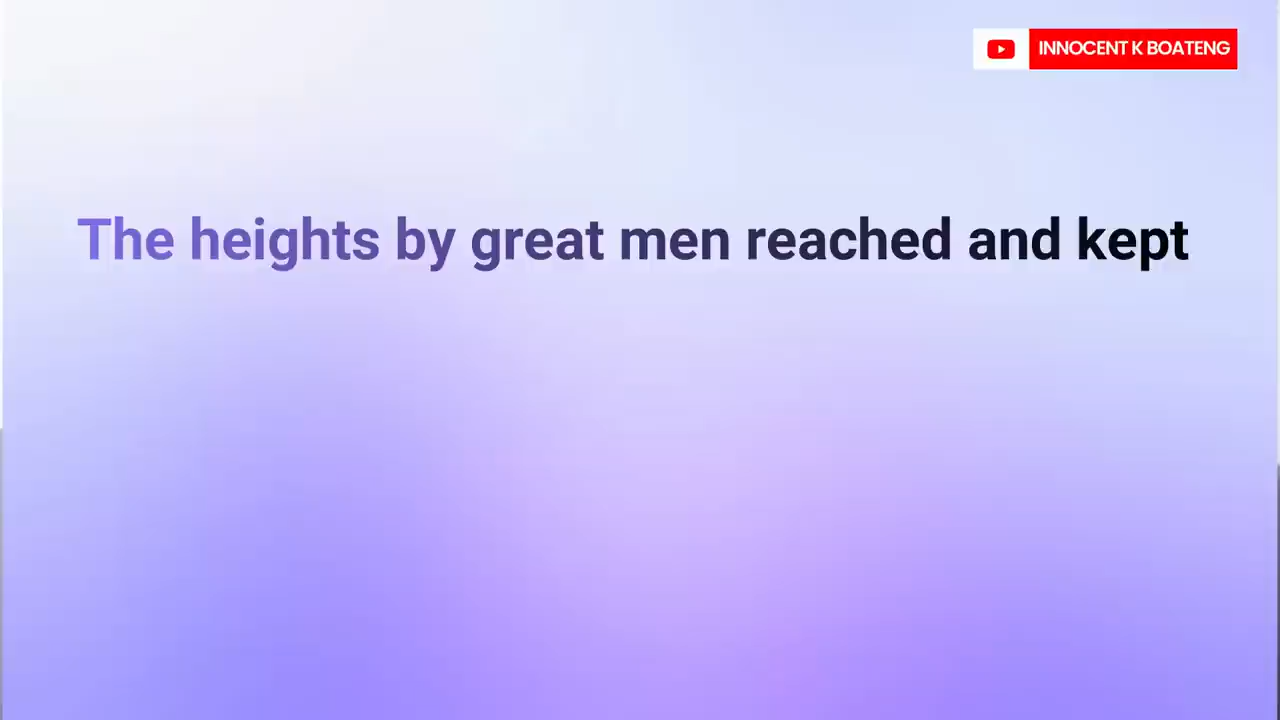 INNOCENT K BOATENG
The heights by great men reached and kept